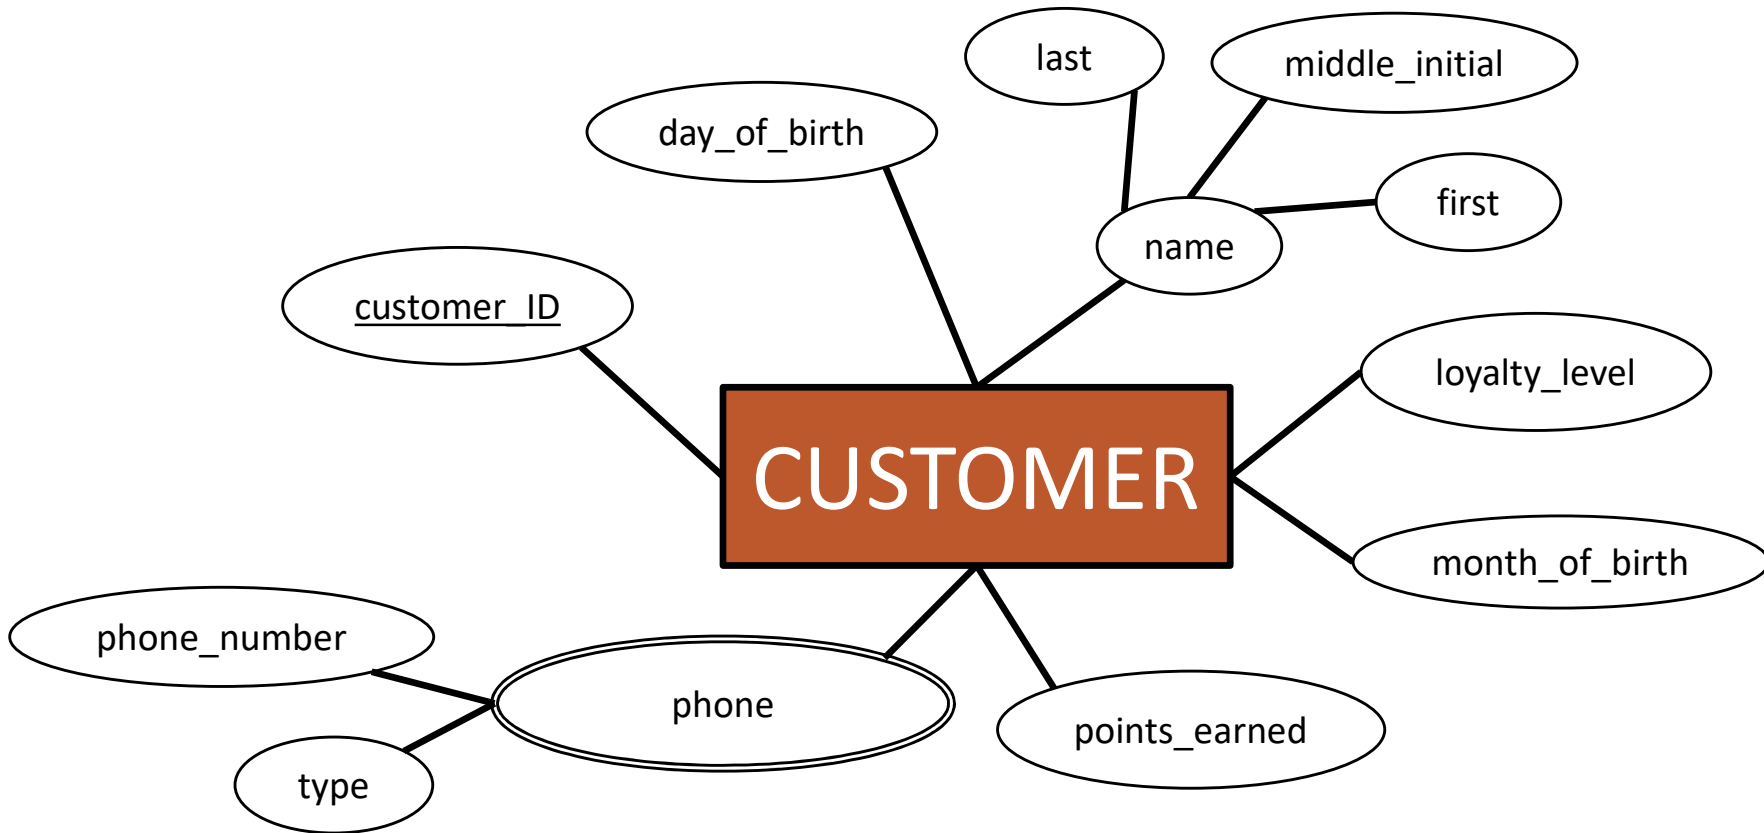 last
middle_initial
day_of_birth
first
name
customer_ID
loyalty_level
CUSTOMER
month_of_birth
phone_number
phone
points_earned
type